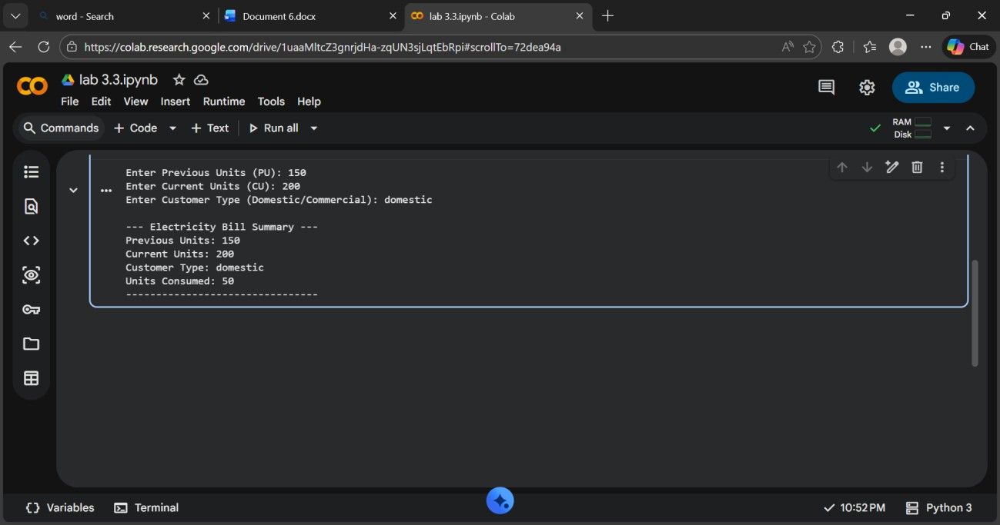 word - Search
Document 6.docx
lab 3.3.ipynb - Colab
https://colab.research.google.com/drive/1uaaMltcZ3gnrjdHa-zqUN3sjLqtEbRpi#scrollTo=72dea94a
Chat
lab 3.3.ipynb
File Edit View Insert Runtime Tools Help
Share
Commands + Code + Text Run all
RAM
Disk
Enter Previous Units (PU): 150
Enter Current Units (CU): 200
Enter Customer Type (Domestic/Commercial): domestic
--- Electricity Bill Summary ---
Previous Units: 150
Current Units: 200
Customer Type: domestic
Units Consumed: 50
--------------------------------
Variables Terminal
10:52 PM Python 3